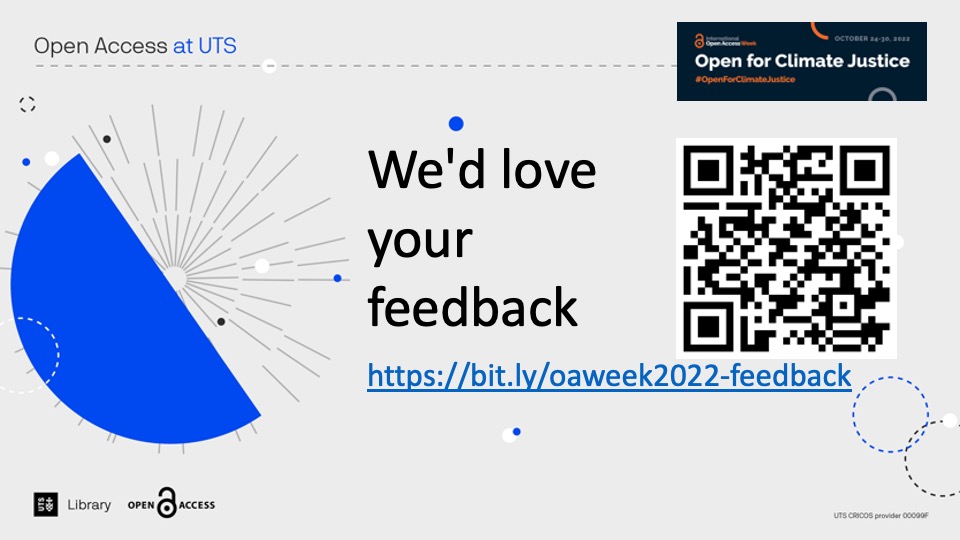 Open Access at UTS
International
Open Access Week
OCTOBER 24-30, 2022
Open for Climate Justice
#OpenForClimateJustice
We'd love
your
feedback
https://bit.ly/oaweek2022-feedback
UTS
Library
OPEN ACCESS
UTS CRICOS provider 00099F